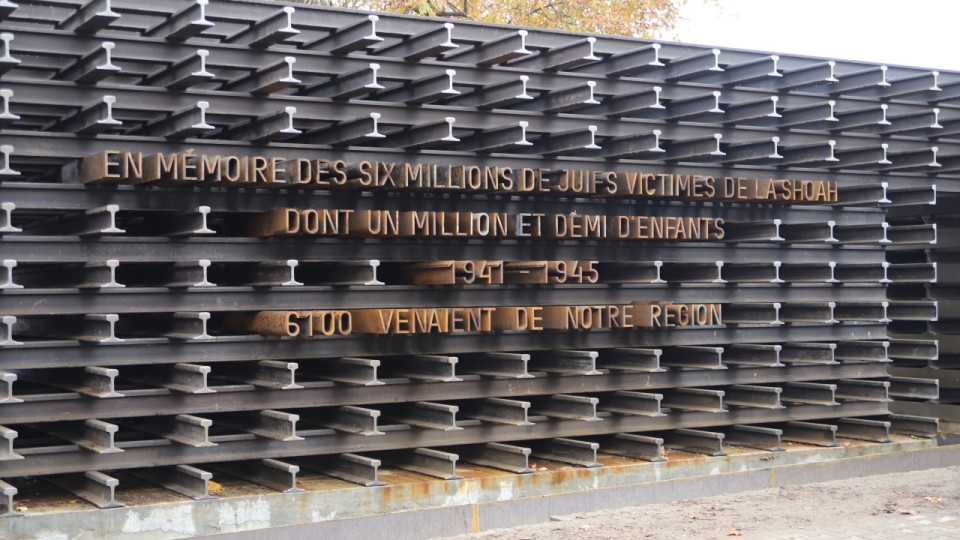 EN MÉMOIRE DES SIX MILLIONS DE JUIFS VICTIMES DE LA SHOAH
DONT UN MILLION ET DÉMI D'ENFANTS
1941 - 1945
6100 VENAIENT DE NOTRE RÉGION